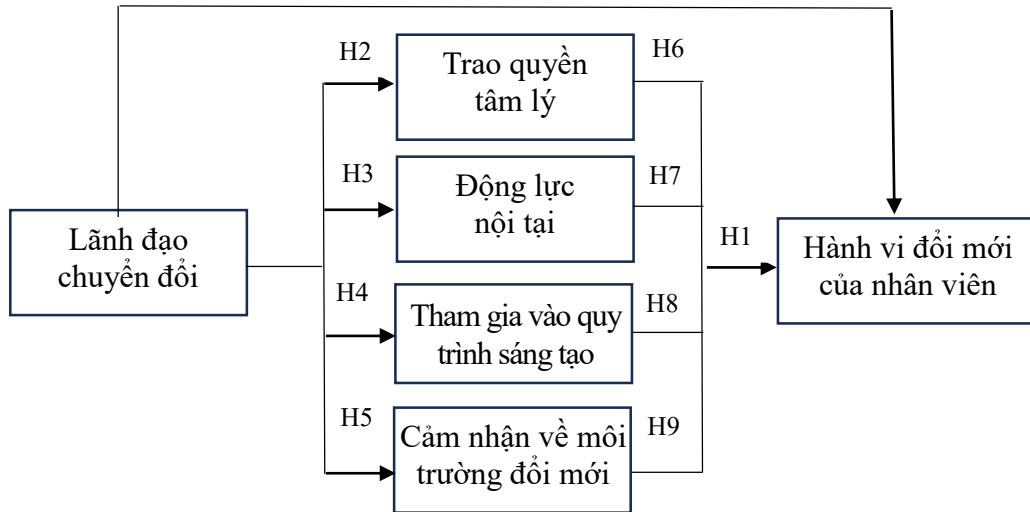 H2
Trao quyền
tâm lý
H6
H3
Động lực
nội tại
H7
Lãnh đạo
chuyển đổi
H1
Hành vi đổi mới
của nhân viên
H4
Tham gia vào quy
trình sáng tạo
H8
H5
Cảm nhận về môi
trường đổi mới
H9